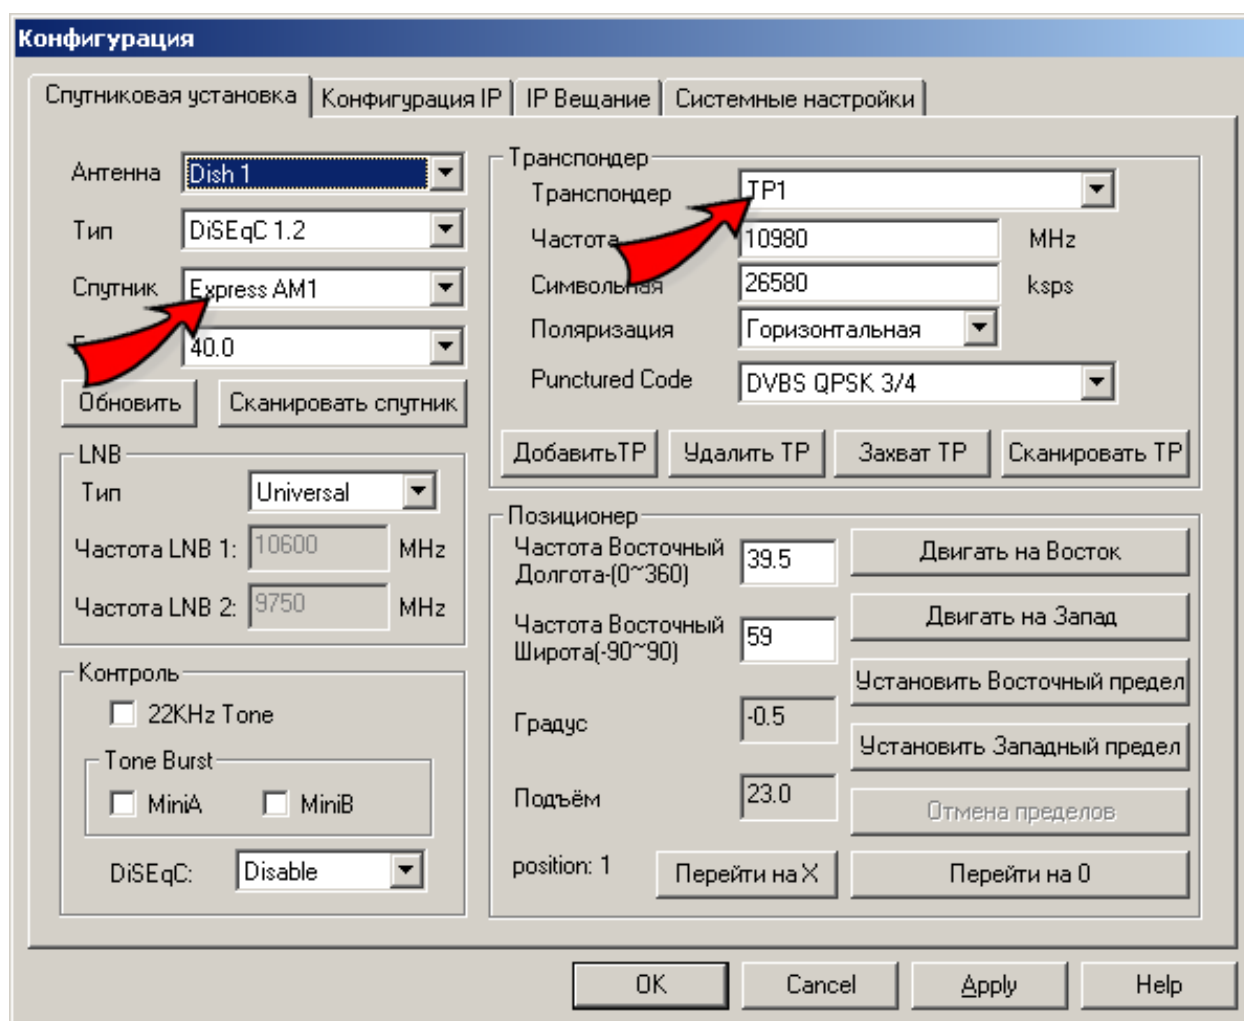 Конфигурация
Спутниковая установка Конфигурация IP IP Вещание Системные настройки
Антенна Dish 1
Тип DiSEqC 1.2
Спутник Express AM1
40.0
Обновить Сканировать спутник
LNB
Тип Universal
Частота LNB 1: 10600 MHz
Частота LNB 2: 9750 MHz
Контроль
22KHz Tone
Tone Burst
MiniA MiniB
DiSEqC: Disable
Транспондер
Транспондер TP1
Частота 10980 MHz
Символьная 26580 ksps
Поляризация Горизонтальная
Punctured Code DVBS QPSK 3/4
ДобавитьTP Удалить TP Захват TP Сканировать TP
Позиционер
Частота Восточный
Долгота-(0~360) 39.5
Частота Восточный
Широта(-90~90) 59
Градус -0.5
Подъём 23.0
position: 1 Перейти на X
Двигать на Восток
Двигать на Запад
Установить Восточный предел
Установить Западный предел
Отмена пределов
Перейти на 0
OK Cancel Apply Help